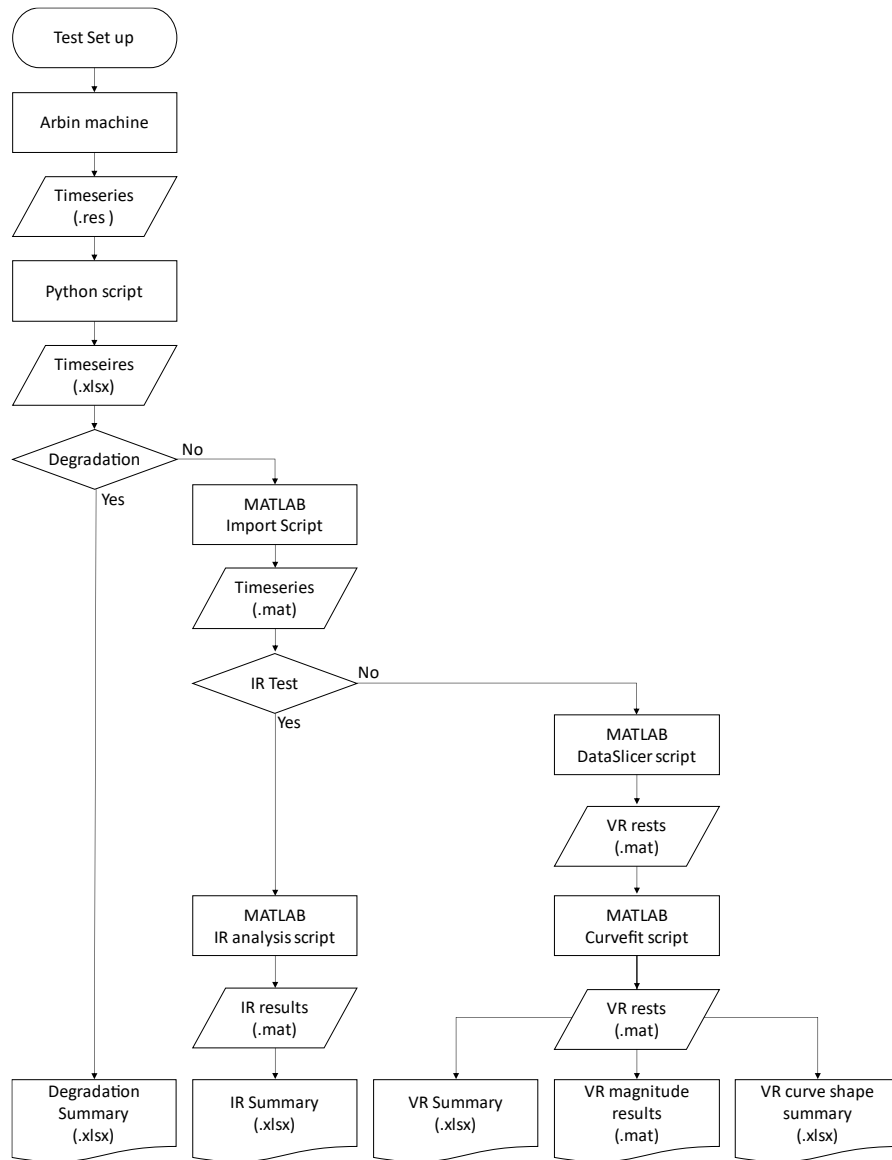 Test Set up
Arbin machine
Timeseries
(.res )
Python script
Timeseires
(.xlsx)
Degradation
No
Yes
MATLAB
Import Script
Timeseries
(.mat)
IR Test
No
Yes
MATLAB
DataSlicer script
VR rests
(.mat)
MATLAB
IR analysis script
MATLAB
Curvefit script
IR results
(.mat)
VR rests
(.mat)
Degradation
Summary
(.xlsx)
IR Summary
(.xlsx)
VR Summary
(.xlsx)
VR magnitude
results
(.mat)
VR curve shape
summary
(.xlsx)